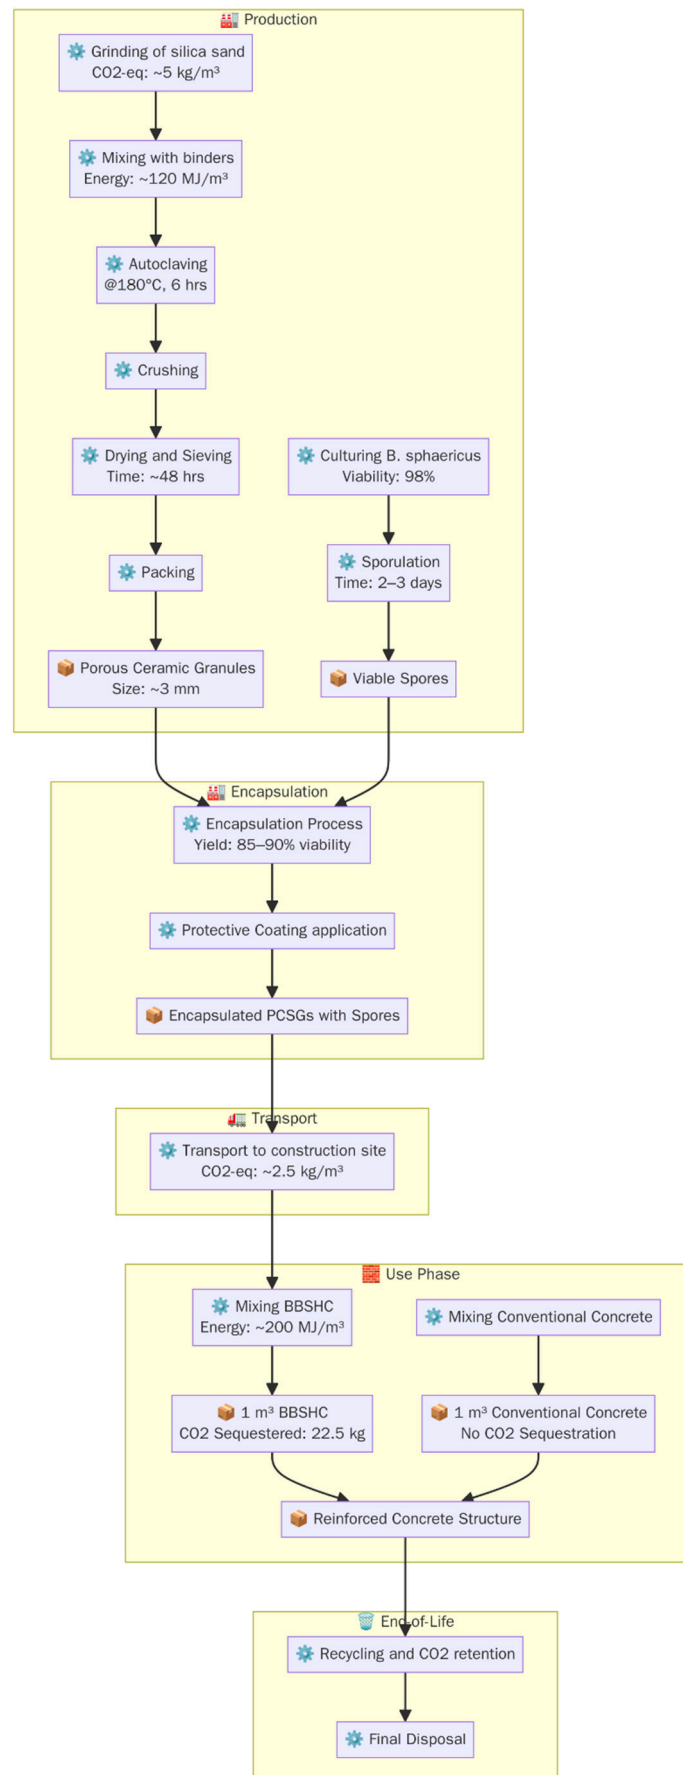 Production
Grinding of silica sand
CO2-eq: ~5 kg/m³
Mixing with binders
Energy: ~120 MJ/m³
Autoclaving
@180°C, 6 hrs
Crushing
Drying and Sieving
Time: ~48 hrs
Culturing B. sphaericus
Viability: 98%
Packing
Sporulation
Time: 2–3 days
Porous Ceramic Granules
Size: ~3 mm
Viable Spores
Encapsulation
Encapsulation Process
Yield: 85–90% viability
Protective Coating application
Encapsulated PCSGs with Spores
Transport
Transport to construction site
CO2-eq: ~2.5 kg/m³
Use Phase
Mixing BBSHC
Energy: ~200 MJ/m³
Mixing Conventional Concrete
1 m³ BBSHC
CO2 Sequestered: 22.5 kg
1 m³ Conventional Concrete
No CO2 Sequestration
Reinforced Concrete Structure
End-of-Life
Recycling and CO2 retention
Final Disposal